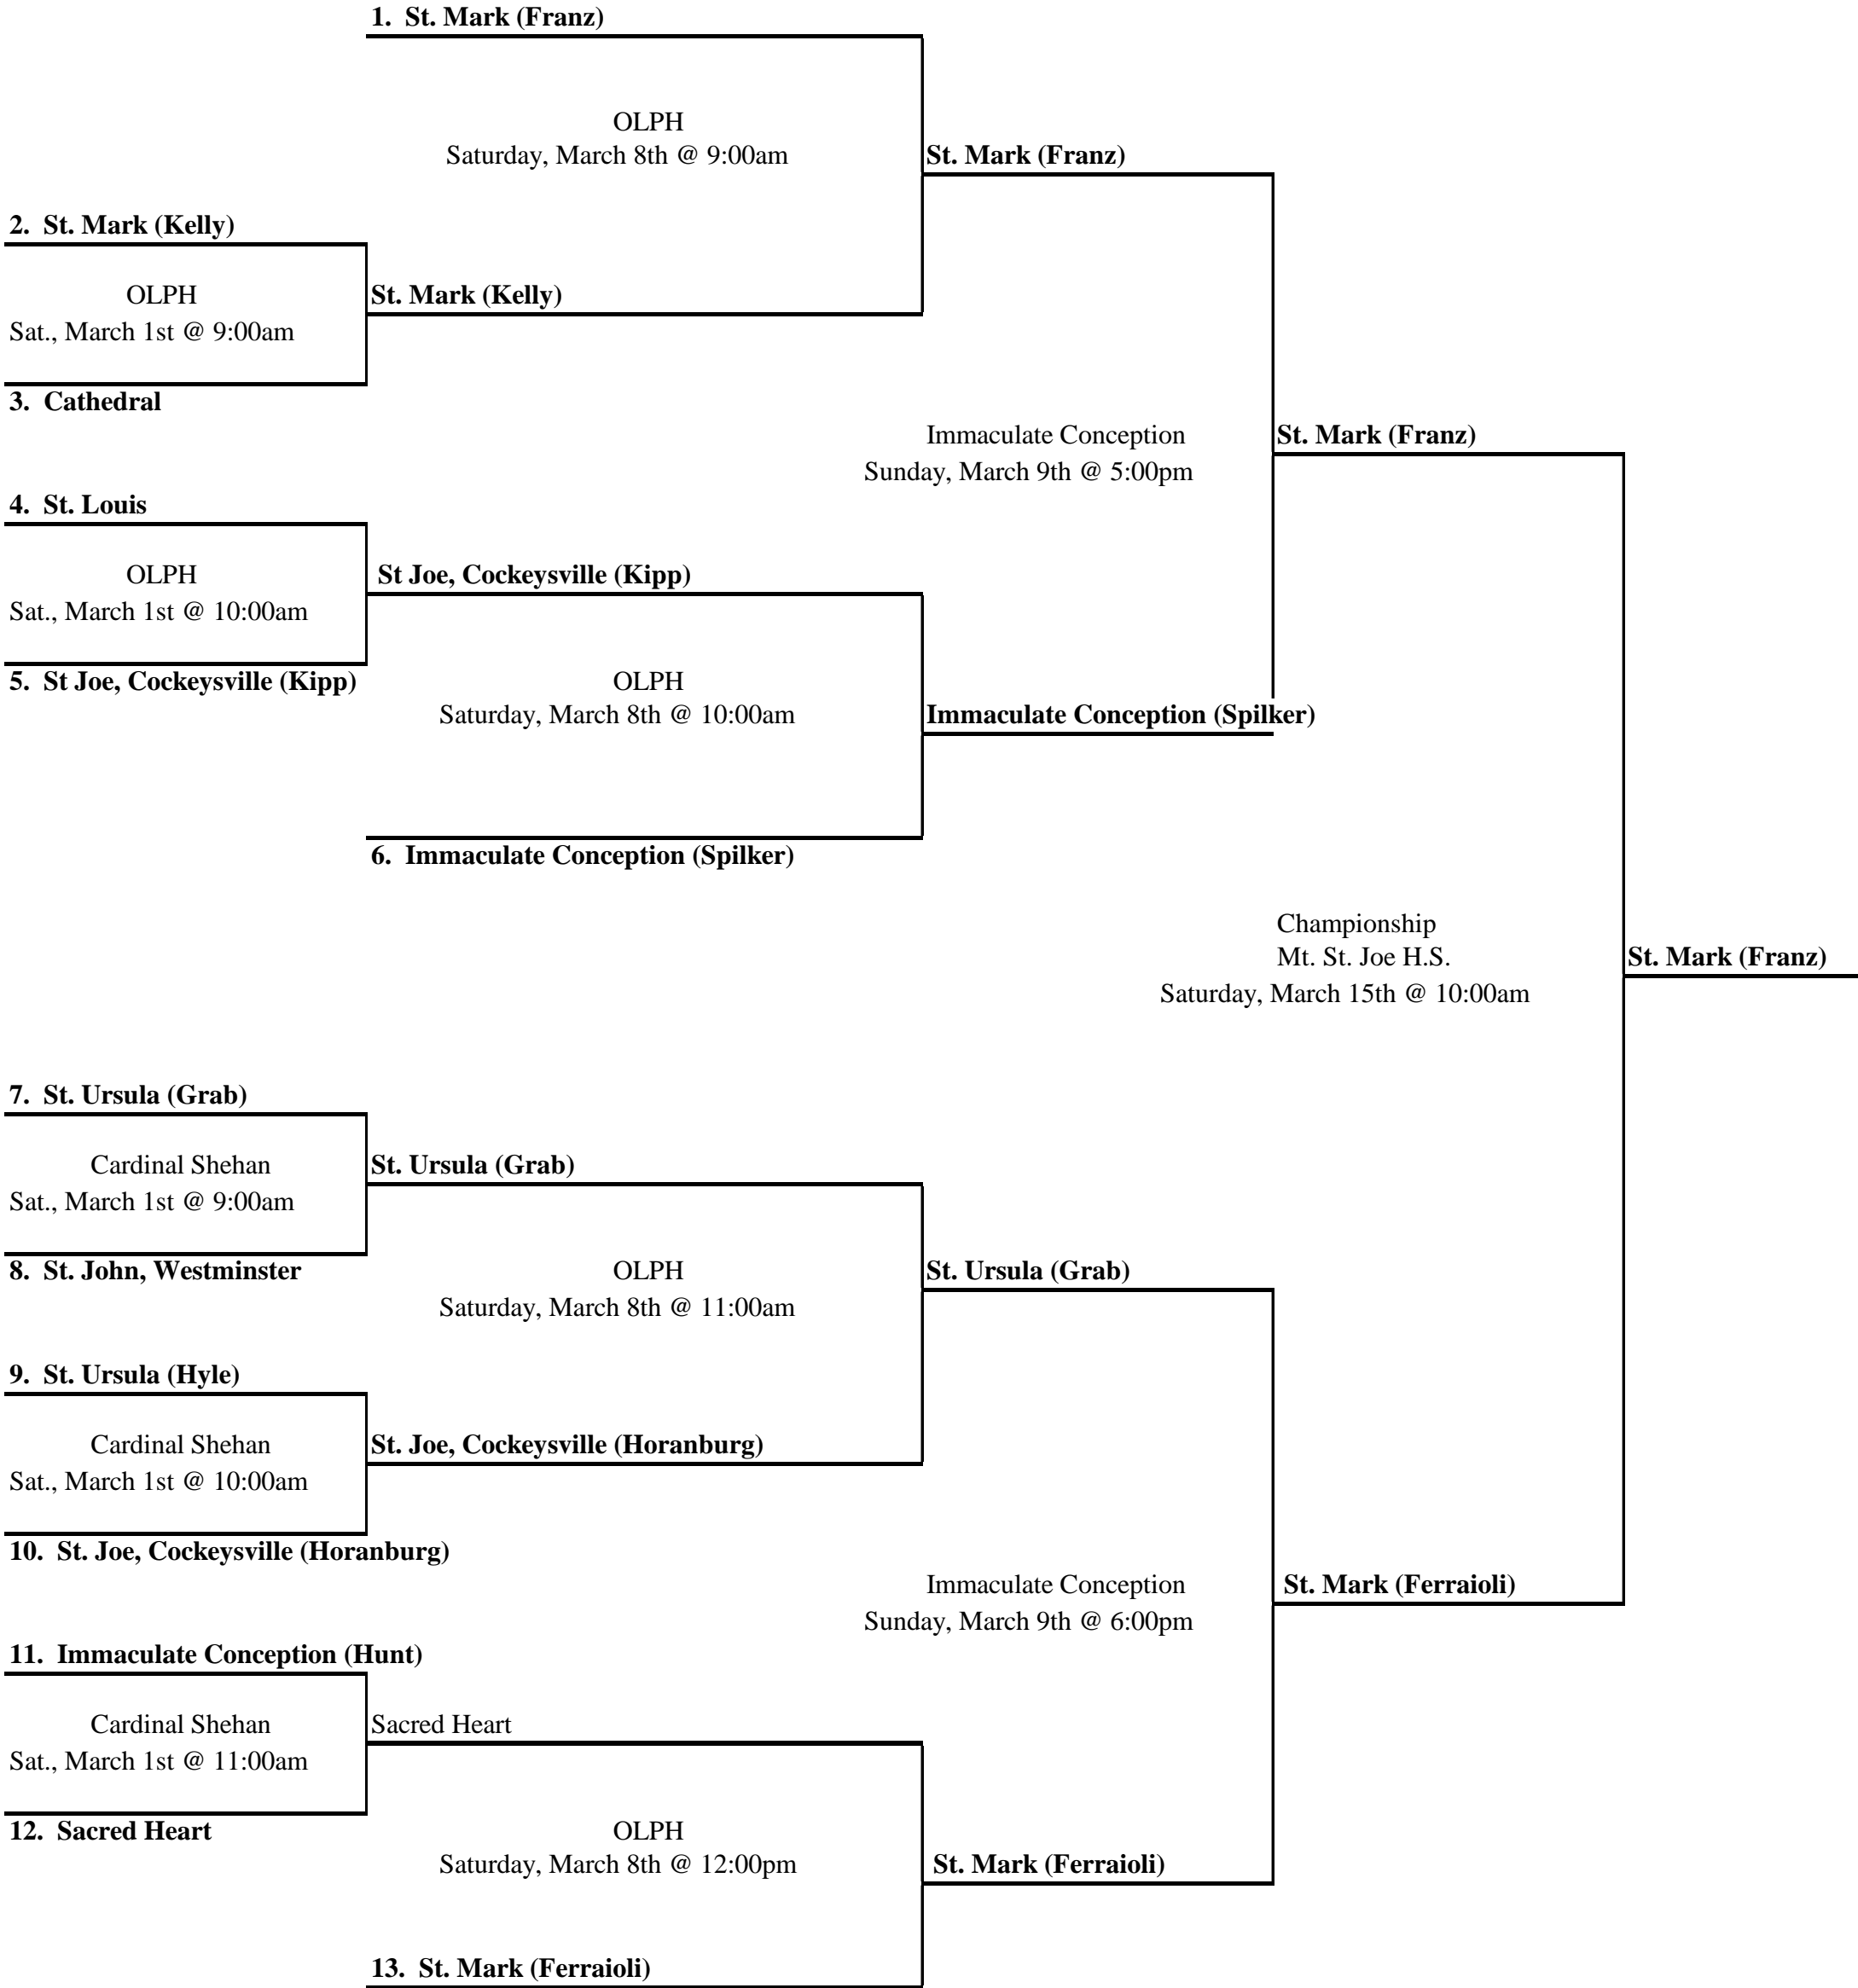 1. St. Mark (Franz)
OLPH
Saturday, March 8th @ 9:00am
St. Mark (Franz)
2. St. Mark (Kelly)
OLPH
St. Mark (Kelly)
Sat., March 1st @ 9:00am
3. Cathedral
Immaculate Conception
St. Mark (Franz)
Sunday, March 9th @ 5:00pm
4. St. Louis
OLPH
St Joe, Cockeysville (Kipp)
Sat., March 1st @ 10:00am
5. St Joe, Cockeysville (Kipp)
OLPH
Saturday, March 8th @ 10:00am
Immaculate Conception (Spilker)
6. Immaculate Conception (Spilker)
Championship
Mt. St. Joe H.S.
St. Mark (Franz)
Saturday, March 15th @ 10:00am
7. St. Ursula (Grab)
Cardinal Shehan
St. Ursula (Grab)
Sat., March 1st @ 9:00am
8. St. John, Westminster
OLPH
St. Ursula (Grab)
Saturday, March 8th @ 11:00am
9. St. Ursula (Hyle)
Cardinal Shehan
St. Joe, Cockeysville (Horanburg)
Sat., March 1st @ 10:00am
10. St. Joe, Cockeysville (Horanburg)
Immaculate Conception
St. Mark (Ferraioli)
Sunday, March 9th @ 6:00pm
11. Immaculate Conception (Hunt)
Cardinal Shehan
Sacred Heart
Sat., March 1st @ 11:00am
12. Sacred Heart
OLPH
Saturday, March 8th @ 12:00pm
St. Mark (Ferraioli)
13. St. Mark (Ferraioli)